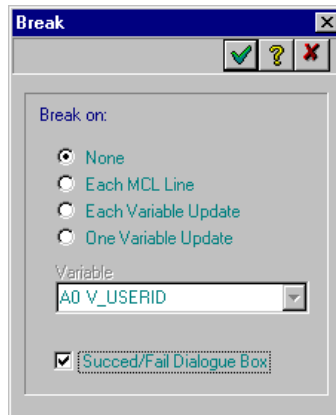 Break
Break on:
None
Each MCL Line
Each Variable Update
One Variable Update
Variable
A0 V_USERID
Succed/Fail Dialogue Box